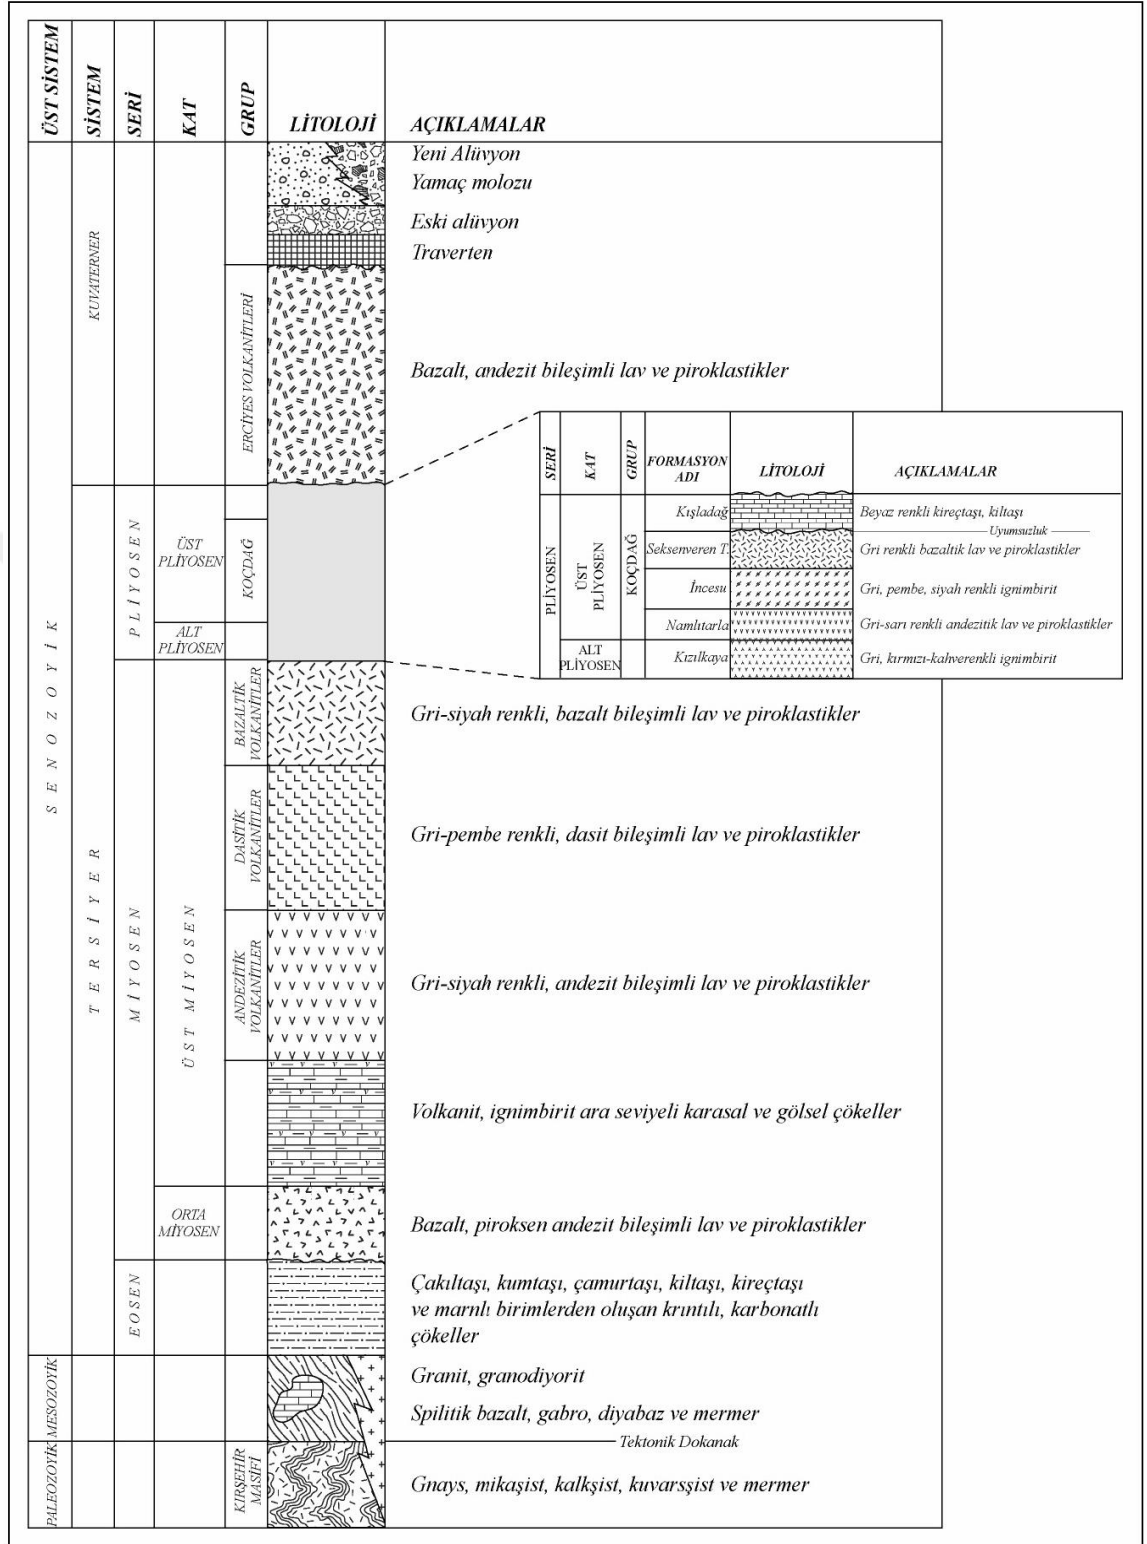 ÜST SİSTEM
SİSTEM
SERİ
KAT
GRUP
LİTOLOJİ
AÇIKLAMALAR
Yeni Alüvyon
Yamaç molozu
Eski alüvyon
Traverten
KUVATERNER
ERCİYES VOLKANİTLERİ
Bazalt, andezit bileşimli lav ve piroklastikler
SERİ
KAT
GRUP
FORMASYON
ADI
LİTOLOJİ
AÇIKLAMALAR
PLİYOSEN
ÜST
PLİYOSEN
KOÇDAĞ
Kışladağ
Beyaz renkli kireçtaşı, kiltaşı
Uyumsuzluk
Seksenveren T.
Gri renkli bazaltik lav ve piroklastikler
İncesu
Gri, pembe, siyah renkli ignimbirit
Namlıtarla
Gri-sarı renkli andezitik lav ve piroklastikler
ALT
PLİYOSEN
Kızılkaya
Gri, kırmızı-kahverenkli ignimbirit
SENOZOYİK
TERSİYER
PLİYOSEN
ÜST
PLİYOSEN
KOÇDAĞ
ALT
PLİYOSEN
MİYOSEN
ÜST MİYOSEN
BAZALTİK
VOLKANİTLER
Gri-siyah renkli, bazalt bileşimli lav ve piroklastikler
DASİTİK
VOLKANİTLER
Gri-pembe renkli, dasit bileşimli lav ve piroklastikler
ANDEZİTİK
VOLKANİTLER
Gri-siyah renkli, andezit bileşimli lav ve piroklastikler
Volkanit, ignimbirit ara seviyeli karasal ve gölsel çökeller
ORTA
MİYOSEN
Bazalt, piroksen andezit bileşimli lav ve piroklastikler
EOSEN
Çakıltaşı, kumtaşı, çamurtaşı, kiltaşı, kireçtaşı
ve marnlı birimlerden oluşan krıntılı, karbonatlı
çökeller
MESOZOYİK
Granit, granodiyorit
Spilitik bazalt, gabro, diyabaz ve mermer
Tektonik Dokanak
PALEOZOYİK
KIRŞEHİR
MASİFİ
Gnays, mikaşist, kalkşist, kuvarsşist ve mermer